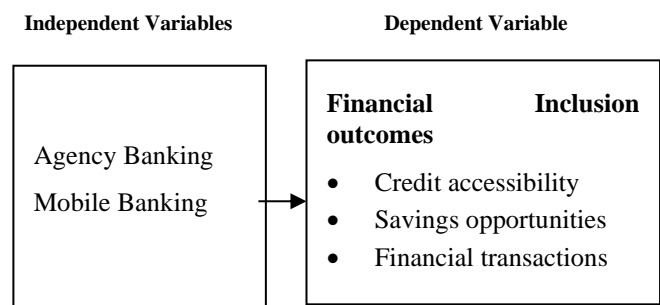 Independent Variables
Dependent Variable
Agency Banking
Mobile Banking
Financial Inclusion
outcomes
• Credit accessibility
• Savings opportunities
• Financial transactions